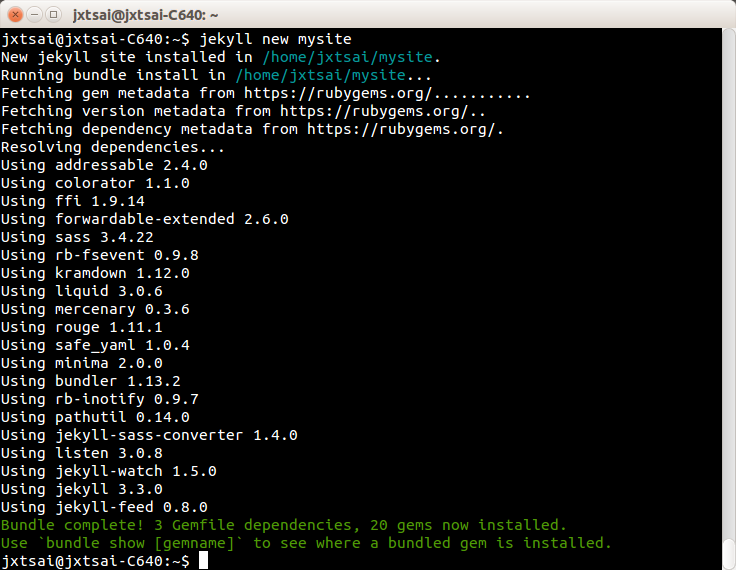 jxtsai@jxtsai-C640: ~
jxtsai@jxtsai-C640:~$ jekyll new mysite
New jekyll site installed in /home/jxtsai/mysite.
Running bundle install in /home/jxtsai/mysite...
Fetching gem metadata from https://rubygems.org/...........
Fetching version metadata from https://rubygems.org/..
Fetching dependency metadata from https://rubygems.org/.
Resolving dependencies...
Using addressable 2.4.0
Using colorator 1.1.0
Using ffi 1.9.14
Using forwardable-extended 2.6.0
Using sass 3.4.22
Using rb-fsevent 0.9.8
Using kramdown 1.12.0
Using liquid 3.0.6
Using mercenary 0.3.6
Using rouge 1.11.1
Using safe_yaml 1.0.4
Using minima 2.0.0
Using bundler 1.13.2
Using rb-inotify 0.9.7
Using pathutil 0.14.0
Using jekyll-sass-converter 1.4.0
Using listen 3.0.8
Using jekyll-watch 1.5.0
Using jekyll 3.3.0
Using jekyll-feed 0.8.0
Bundle complete! 3 Gemfile dependencies, 20 gems now installed.
Use `bundle show [gemname]` to see where a bundled gem is installed.
jxtsai@jxtsai-C640:~$